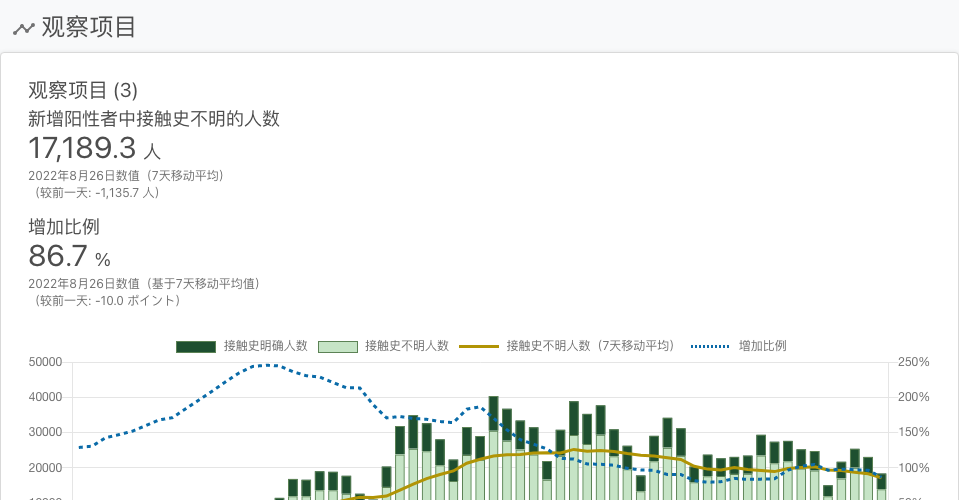 观察项目
观察项目 (3)
新增阳性者中接触史不明的人数
17,189.3 人
2022年8月26日数值（7天移动平均）
（较前一天: -1,135.7 人）
增加比例
86.7 %
2022年8月26日数值（基于7天移动平均值）
（较前一天: -10.0 ポイント）
接触史明确人数 接触史不明人数 接触史不明人数（7天移动平均） 增加比例
50000 250%
40000 200%
30000 150%
20000 100%